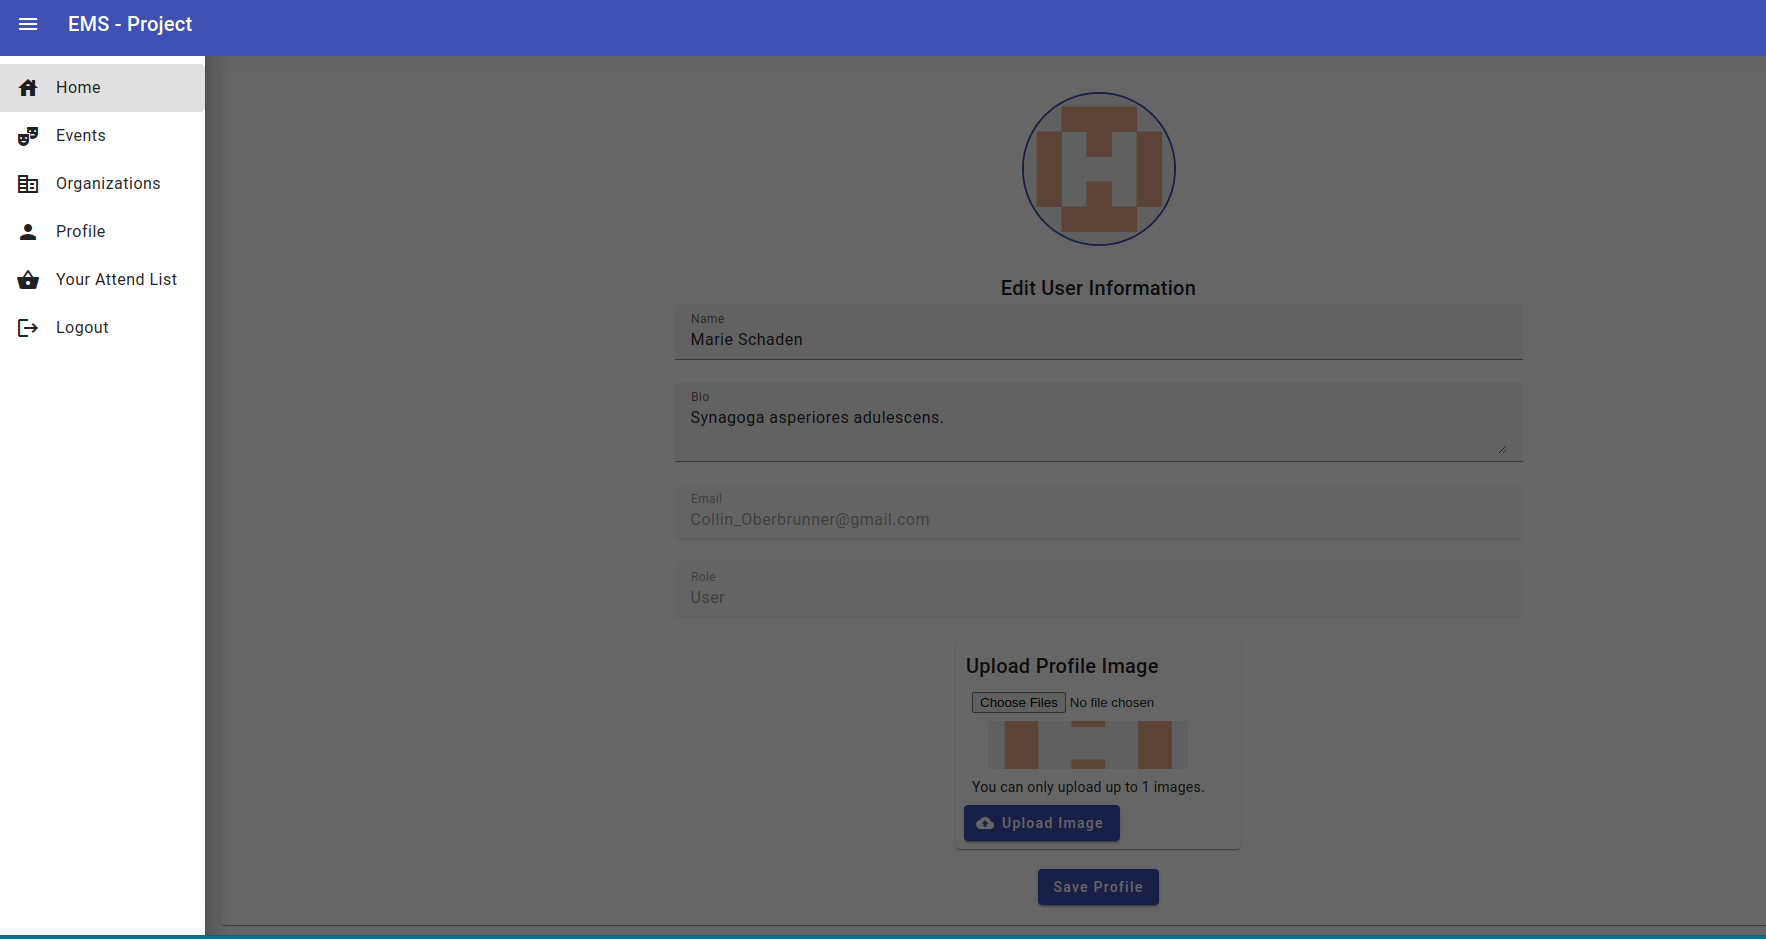 EMS - Project
Home
Events
Organizations
Profile
Your Attend List
Logout
Edit User Information
Name
Marie Schaden
Bio
Synagoga asperiores adulescens.
Email
Collin_Oberbrunner@gmail.com
Role
User
Upload Profile Image
Choose Files No file chosen
You can only upload up to 1 images.
Upload Image
Save Profile